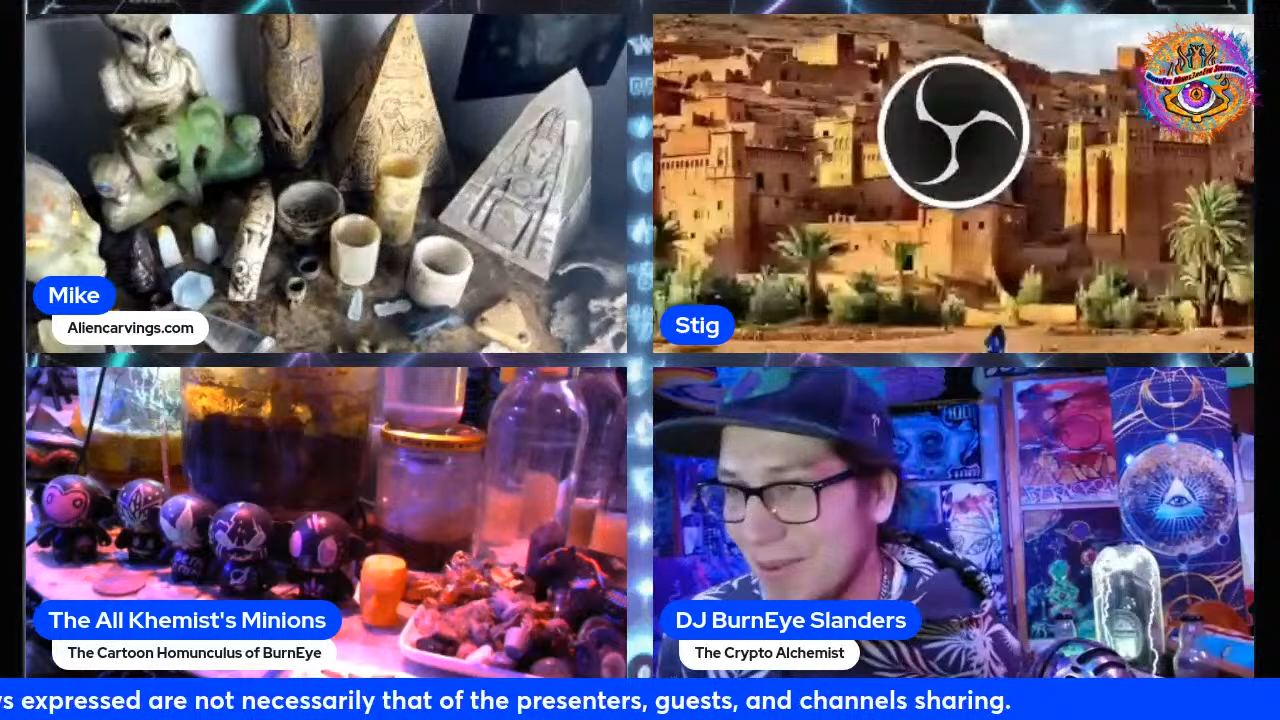 Mike
Aliencarvings.com
Stig
The All Khemist's Minions
The Cartoon Homunculus of BurnEye
DJ BurnEye Slanders
The Crypto Alchemist
expressed are not necessarily that of the presenters, guests, and channels sharing.